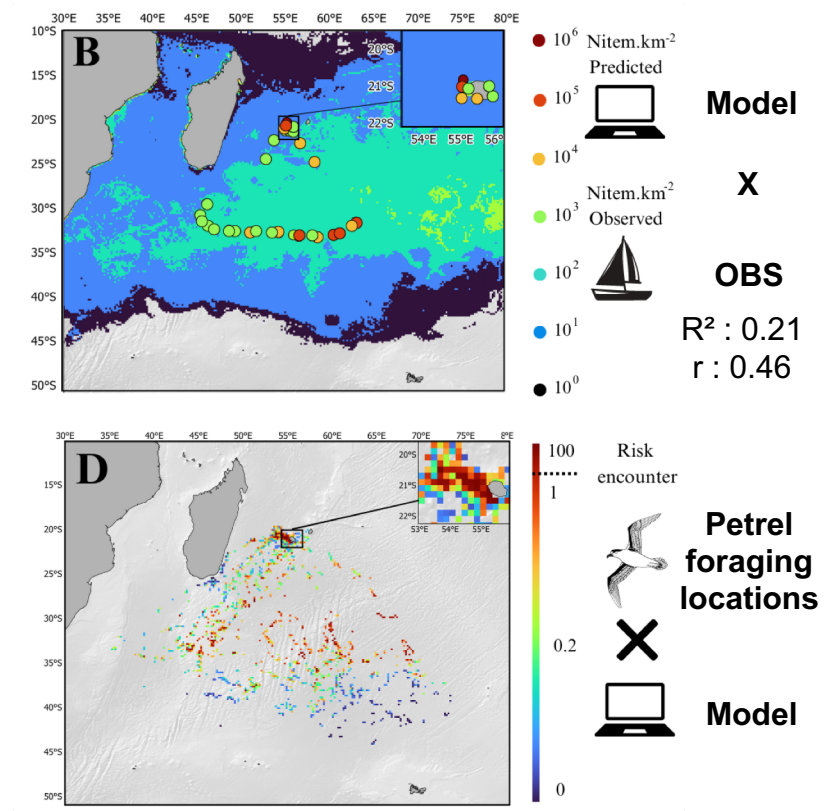 30°E 35°E 40°E 45°E 50°E 55°E 60°E 65°E 70°E 75°E 80°E
10°S
15°S
20°S
25°S
30°S
35°S
40°S
45°S
50°S
B
20°S
21°S
22°S
54°E 55°E 56°
10⁶
10⁵
10⁴
10³
10²
10¹
10⁰
Nitem.km⁻²
Predicted
Nitem.km⁻²
Observed
Model
X
OBS
R² : 0.21
r : 0.46
30°E 35°E 40°E 45°E 50°E 55°E 60°E 65°E 70°E 75°E 8°E
15°S
20°S
25°S
30°S
35°S
40°S
45°S
50°S
D
20°S
21°S
22°S
53°E 54°E 55°E
100
1
0.2
0
Risk
encounter
Petrel
foraging
locations
Model